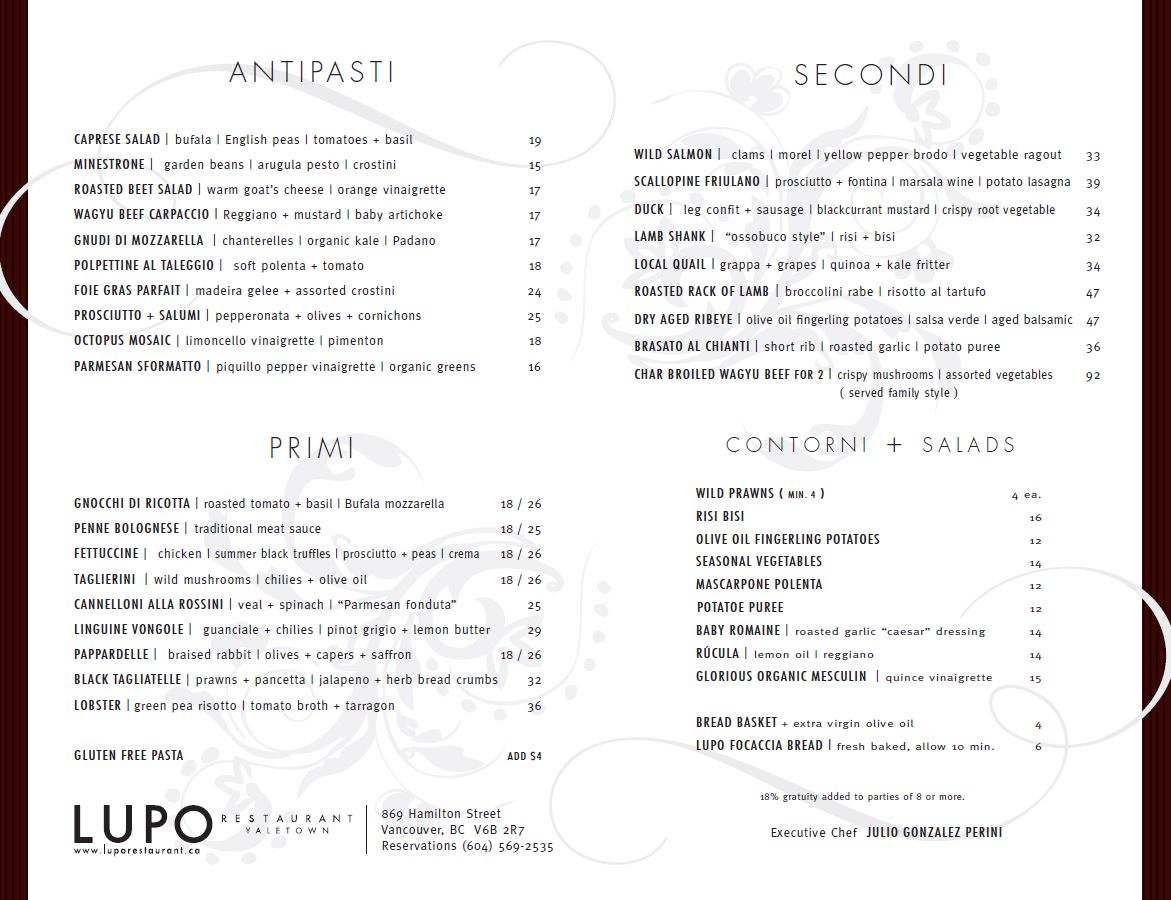 ANTIPASTI
CAPRESE SALAD | bufala | English peas | tomatoes + basil 19
MINESTRONE | garden beans | arugula pesto | crostini 15
ROASTED BEET SALAD | warm goat's cheese | orange vinaigrette 17
WAGYU BEEF CARPACCIO | Reggiano + mustard | baby artichoke 17
GNUDI DI MOZZARELLA | chanterelles | organic kale | Padano 17
POLPETTINE AL TALEGGIO | soft polenta + tomato 18
FOIE GRAS PARFAIT | madeira gelee + assorted crostini 24
PROSCIUTTO + SALUMI | pepperonata + olives + cornichons 25
OCTOPUS MOSAIC | limoncello vinaigrette | pimenton 18
PARMESAN SFORMATTO | piquillo pepper vinaigrette | organic greens 16
PRIMI
GNOCCHI DI RICOTTA | roasted tomato + basil | Bufala mozzarella 18 / 26
PENNE BOLOGNESE | traditional meat sauce 18 / 25
FETTUCCINE | chicken | summer black truffles | prosciutto + peas | crema 18 / 26
TAGLIERINI | wild mushrooms | chilies + olive oil 18 / 26
CANNELLONI ALLA ROSSINI | veal + spinach | "Parmesan fonduta" 25
LINGUINE VONGOLE | guanciale + chilies | pinot grigio + lemon butter 29
PAPPARDELLE | braised rabbit | olives + capers + saffron 18 / 26
BLACK TAGLIATELLE | prawns + pancetta | jalapeno + herb bread crumbs 32
LOBSTER | green pea risotto | tomato broth + tarragon 36
GLUTEN FREE PASTA ADD $4
LUPO RESTAURANT
YALETOWN
www.luporestaurant.ca
869 Hamilton Street
Vancouver, BC V6B 2R7
Reservations (604) 569-2535
SECONDI
WILD SALMON | clams | morel | yellow pepper brodo | vegetable ragout 33
SCALLOPINE FRIULANO | prosciutto + fontina | marsala wine | potato lasagna 39
DUCK | leg confit + sausage | blackcurrant mustard | crispy root vegetable 34
LAMB SHANK | "ossobuco style" | risi + bisi 32
LOCAL QUAIL | grappa + grapes | quinoa + kale fritter 34
ROASTED RACK OF LAMB | broccolini rabe | risotto al tartufo 47
DRY AGED RIBEYE | olive oil fingerling potatoes | salsa verde | aged balsamic 47
BRASATO AL CHIANTI | short rib | roasted garlic | potato puree 36
CHAR BROILED WAGYU BEEF FOR 2 | crispy mushrooms | assorted vegetables 92
( served family style )
CONTORNI + SALADS
WILD PRAWNS ( MIN. 4 ) 4 ea.
RISI BISI 16
OLIVE OIL FINGERLING POTATOES 12
SEASONAL VEGETABLES 14
MASCARPONE POLENTA 12
POTATOE PUREE 12
BABY ROMAINE | roasted garlic "caesar" dressing 14
RÚCULA | lemon oil | reggiano 14
GLORIOUS ORGANIC MESCULIN | quince vinaigrette 15
BREAD BASKET + extra virgin olive oil 4
LUPO FOCACCIA BREAD | fresh baked, allow 10 min. 6
18% gratuity added to parties of 8 or more.
Executive Chef JULIO GONZALEZ PERINI